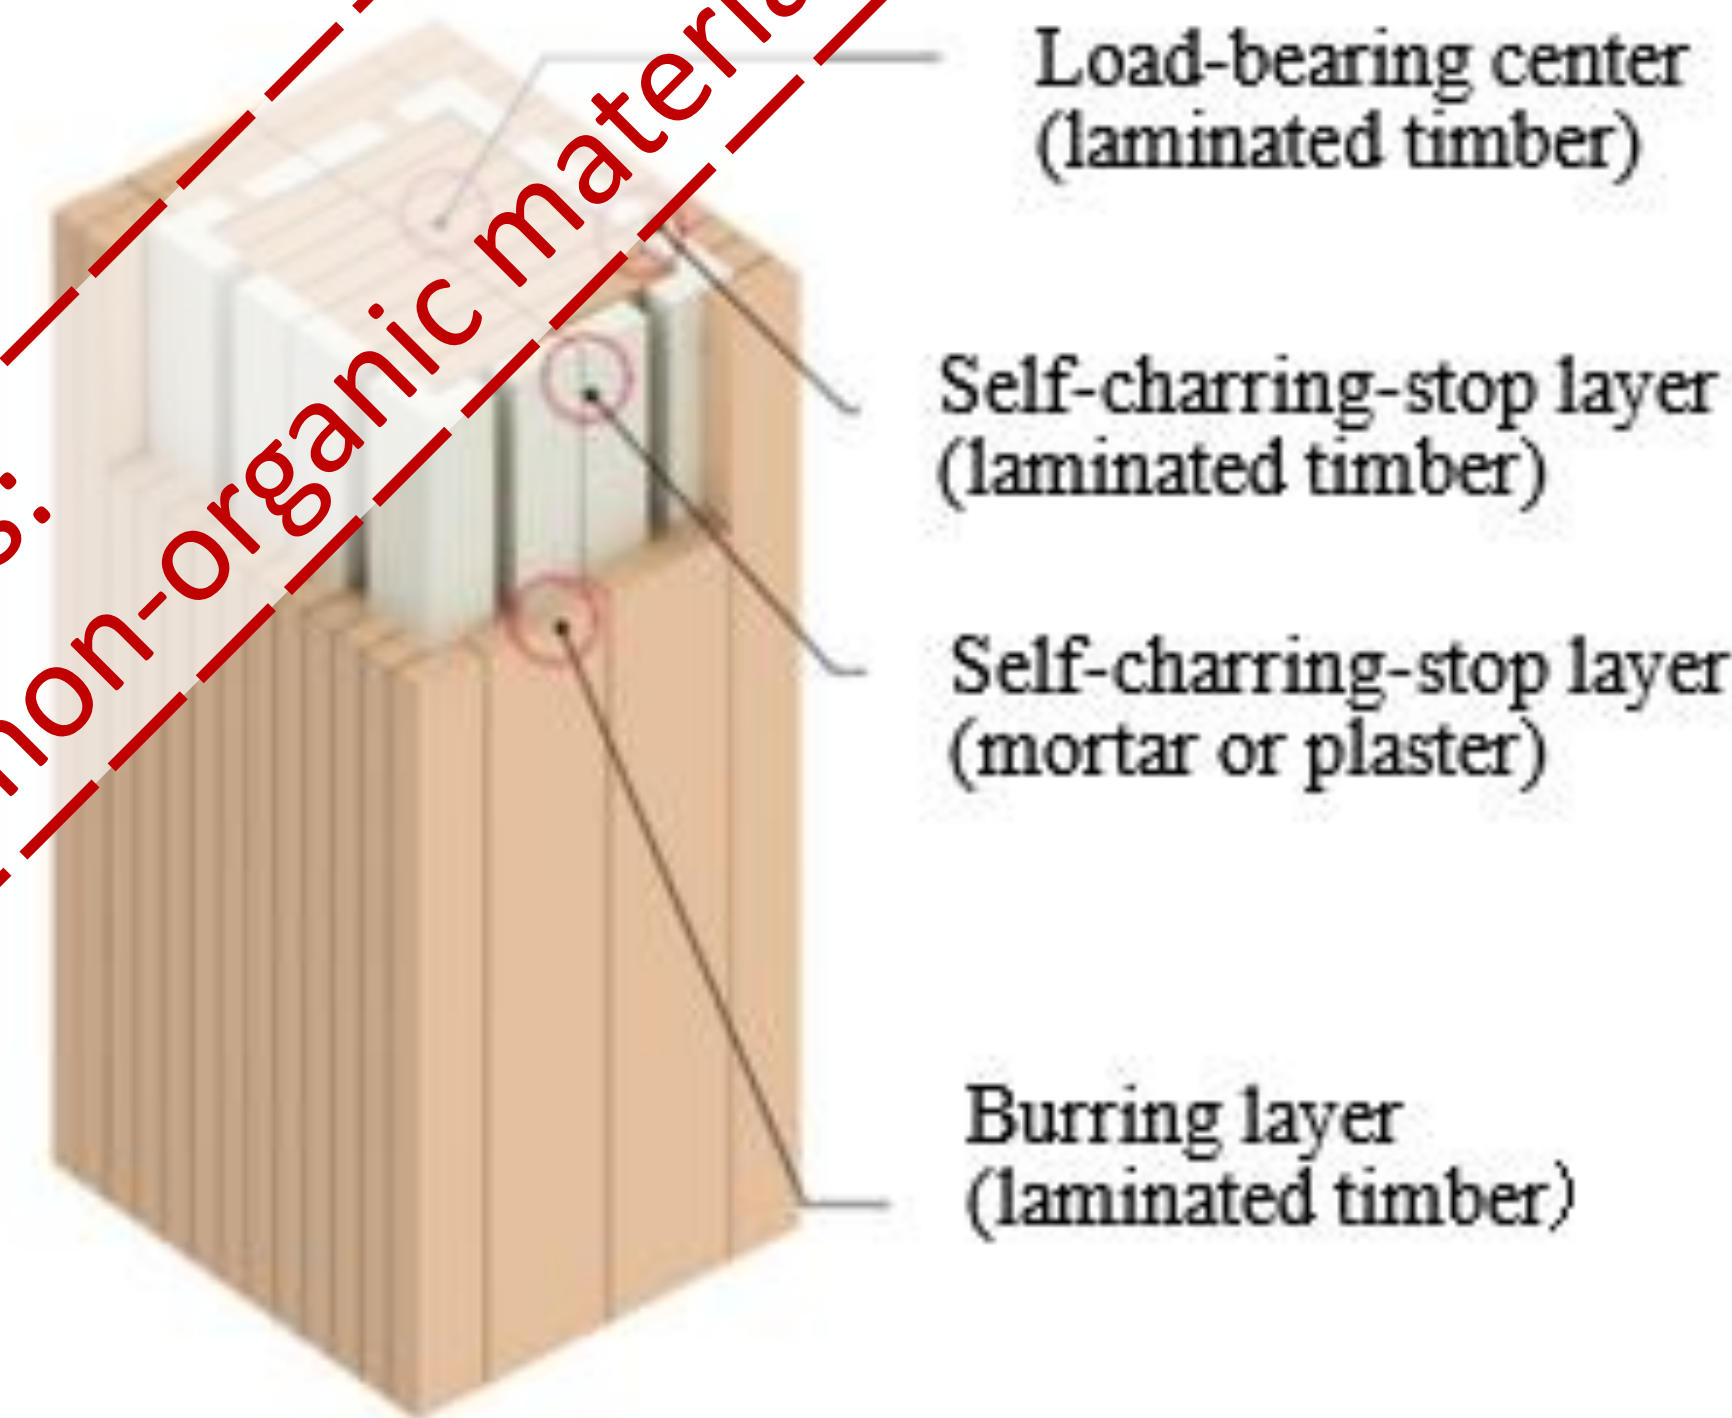 Load-bearing center
(laminated timber)
Self-charring-stop layer
(laminated timber)
Self-charring-stop layer
(mortar or plaster)
Burring layer
(laminated timber)
non-organic